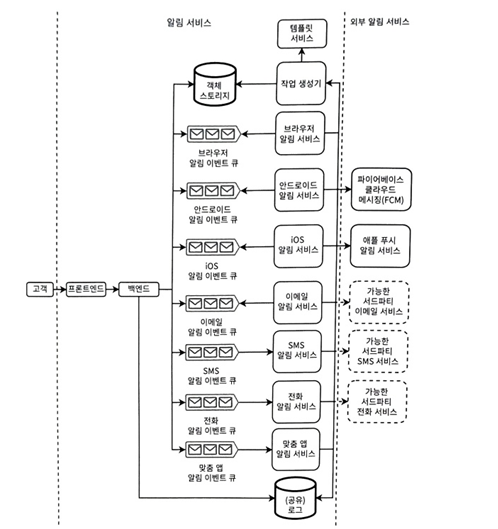 알림 서비스
외부 알림 서비스
템플릿
서비스
객체
스토리지
작업 생성기
브라우저
알림 이벤트 큐
브라우저
알림 서비스
안드로이드
알림 이벤트 큐
안드로이드
알림 서비스
파이어베이스
클라우드
메시징(FCM)
iOS
알림 이벤트 큐
iOS
알림 서비스
애플 푸시
알림 서비스
고객
프론트엔드
백엔드
이메일
알림 이벤트 큐
이메일
알림 서비스
가능한
서드파티
이메일 서비스
SMS
알림 이벤트 큐
SMS
알림 서비스
가능한
서드파티
SMS 서비스
전화
알림 이벤트 큐
전화
알림 서비스
가능한
서드파티
전화 서비스
맞춤 앱
알림 이벤트 큐
맞춤 앱
알림 서비스
(공유)
로그